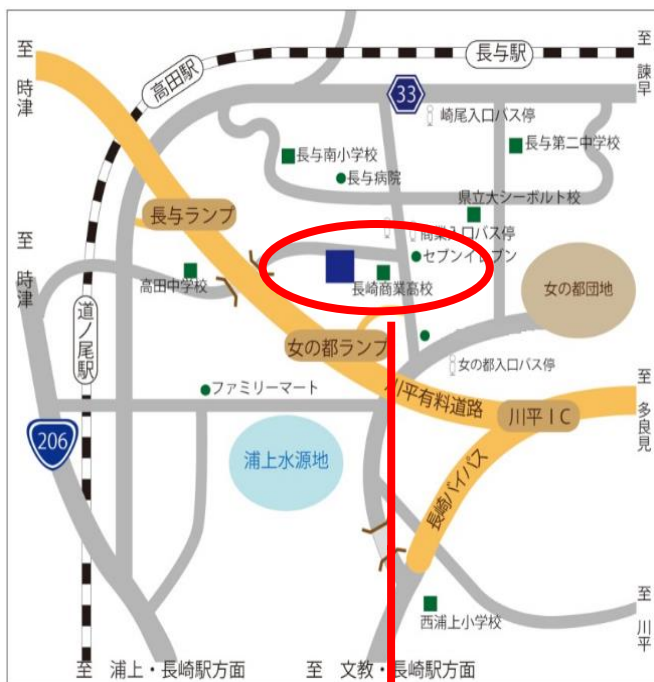 至 時津
高田駅
長与駅
至 諫早
33
崎尾入口バス停
長与南小学校
長与第二中学校
長与病院
県立大シーボルト校
長与ランプ
商業入口バス停
至 時津
高田中学校
セブンイレブン
長崎商業高校
女の都団地
道ノ尾駅
女の都ランプ
女の都入口バス停
ファミリーマート
川平有料道路
川平IC
至 多良見
206
浦上水源地
長崎バイパス
西浦上小学校
至 川平
至 浦上・長崎駅方面
至 文教・長崎駅方面